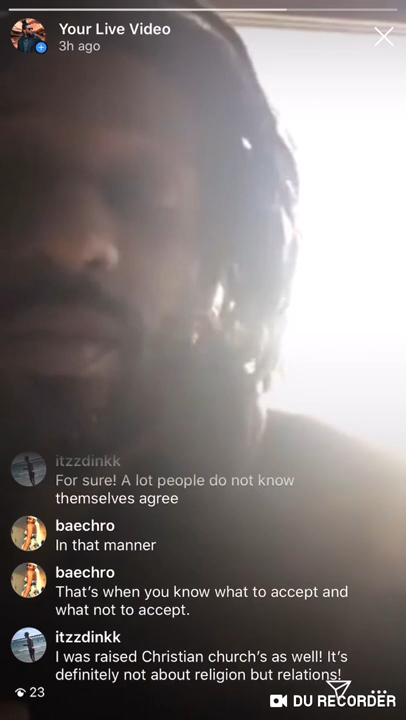 Your Live Video
3h ago
itzzdinkk
For sure! A lot people do not know
themselves agree
baechro
In that manner
baechro
That's when you know what to accept and
what not to accept.
itzzdinkk
I was raised Christian church's as well! It's
definitely not about religion but relations!
23
DU RECORDER